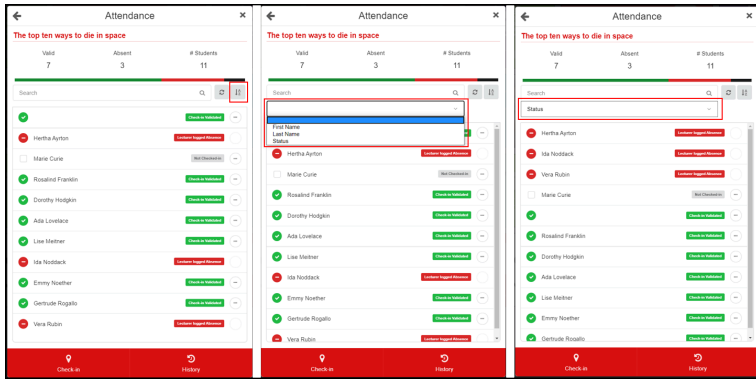 Attendance
The top ten ways to die in space
Valid Absent # Students
7 3 11
Search
Check-in Validated
Hertha Ayrton Lecturer logged Absence
Marie Curie Not Checked-in
Rosalind Franklin Check-in Validated
Dorothy Hodgkin Check-in Validated
Ada Lovelace Check-in Validated
Lise Meitner Check-in Validated
Ida Noddack Lecturer logged Absence
Emmy Noether Check-in Validated
Gertrude Rogallo Check-in Validated
Vera Rubin Lecturer logged Absence
Check-in History
Attendance
The top ten ways to die in space
Valid Absent # Students
7 3 11
Search
First Name
Last Name
Status
Hertha Ayrton Lecturer logged Absence
Marie Curie Not Checked-in
Rosalind Franklin Check-in Validated
Dorothy Hodgkin Check-in Validated
Ada Lovelace Check-in Validated
Lise Meitner Check-in Validated
Ida Noddack Lecturer logged Absence
Emmy Noether Check-in Validated
Gertrude Rogallo Check-in Validated
Vera Rubin Lecturer logged Absence
Check-in History
Attendance
The top ten ways to die in space
Valid Absent # Students
7 3 11
Search
Status
Hertha Ayrton Lecturer logged Absence
Ida Noddack Lecturer logged Absence
Vera Rubin Lecturer logged Absence
Marie Curie Not Checked-in
Check-in Validated
Rosalind Franklin Check-in Validated
Dorothy Hodgkin Check-in Validated
Ada Lovelace Check-in Validated
Lise Meitner Check-in Validated
Emmy Noether Check-in Validated
Gertrude Rogallo Check-in Validated
Check-in History